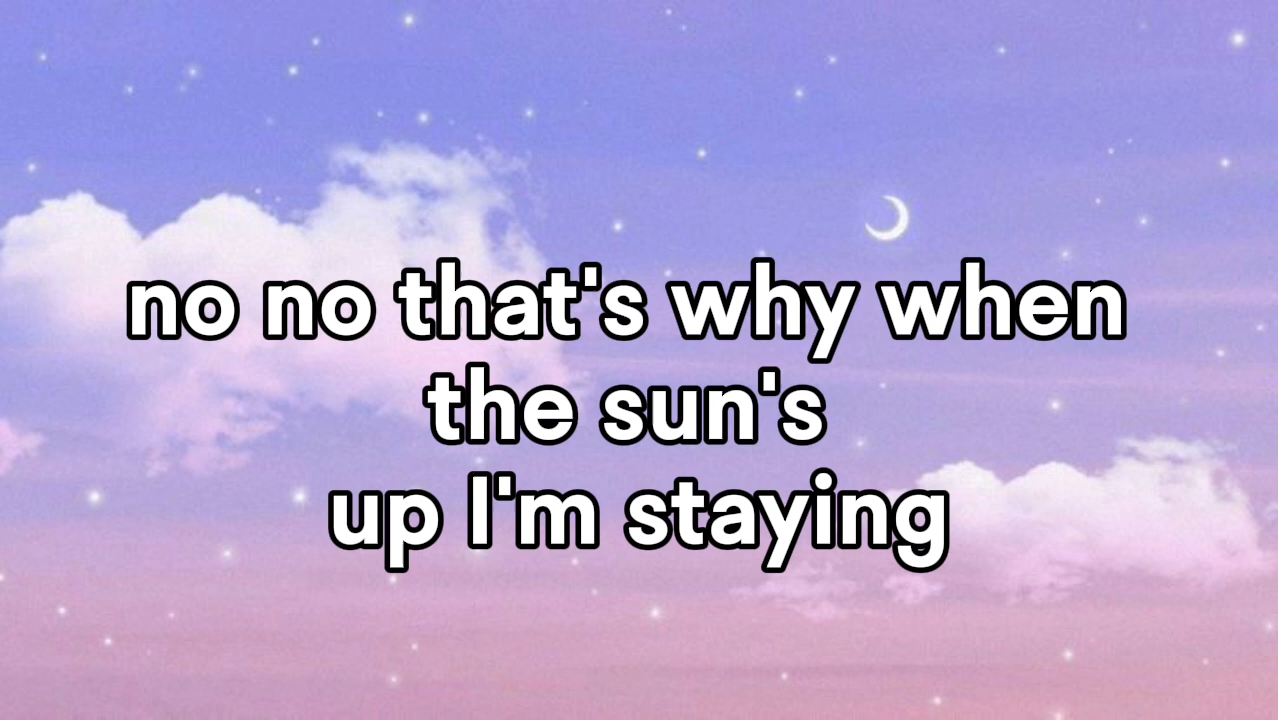 no no that's why when
the sun's
up I'm staying